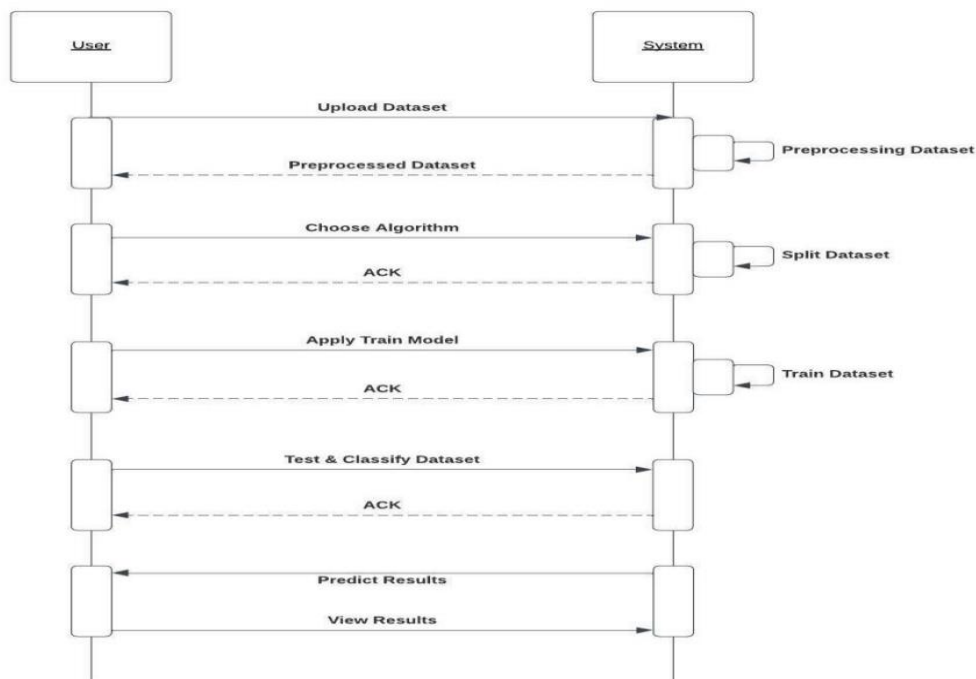 User
System
Upload Dataset
Preprocessing Dataset
Preprocessed Dataset
Choose Algorithm
Split Dataset
ACK
Apply Train Model
Train Dataset
ACK
Test & Classify Dataset
ACK
Predict Results
View Results